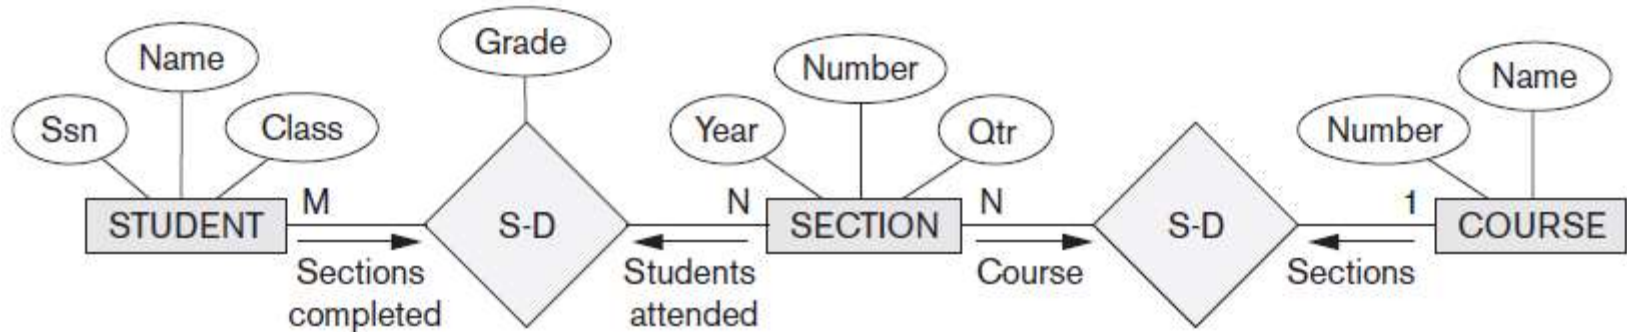 Grade
Name
Number
Name
Ssn
Class
Year
Qtr
Number
STUDENT
M
S-D
N
SECTION
N
S-D
1
COURSE
Sections
completed
Students
attended
Course
Sections